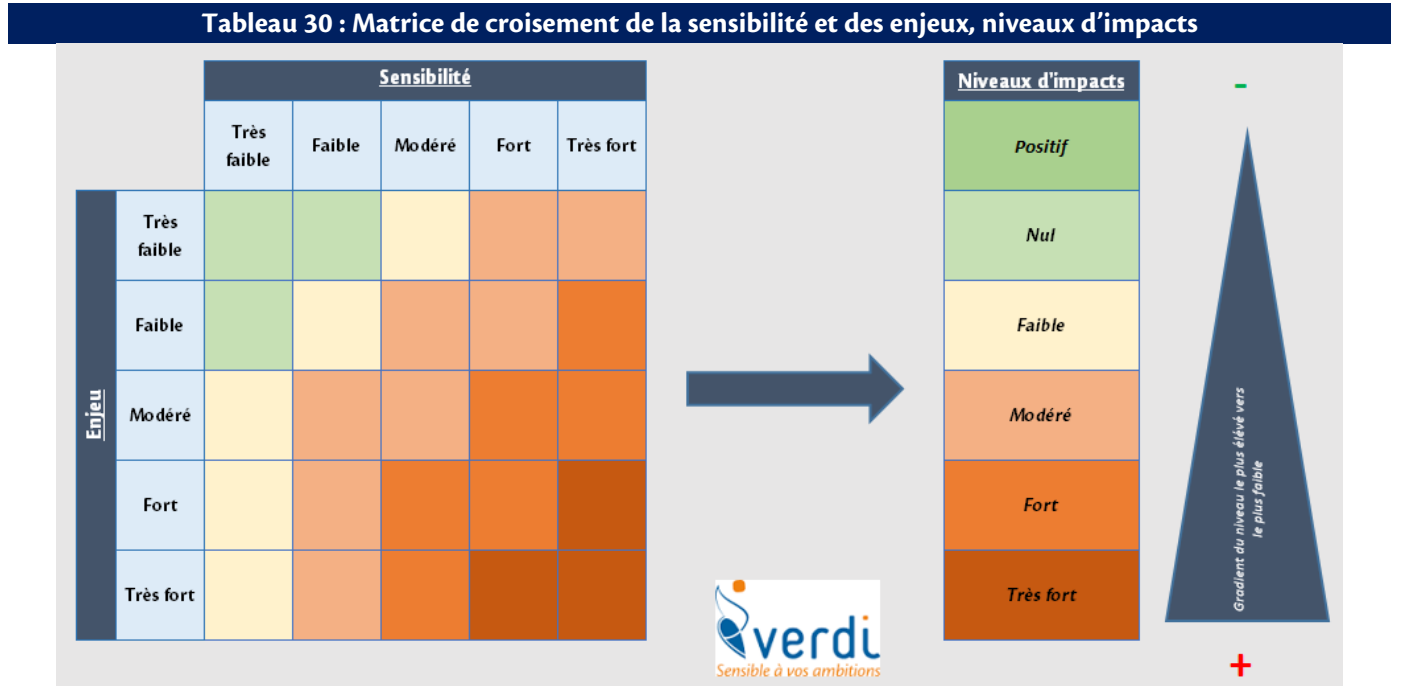 Tableau 30 : Matrice de croisement de la sensibilité et des enjeux, niveaux d'impacts
Sensibilité
Très
faible
Faible
Modéré
Fort
Très fort
Enjeu
Très
faible
Faible
Modéré
Fort
Très fort
Niveaux d'impacts
Positif
Nul
Faible
Modéré
Fort
Très fort
-
Gradient du niveau le plus élévé vers
le plus faible
+
verdi
Sensible à vos ambitions